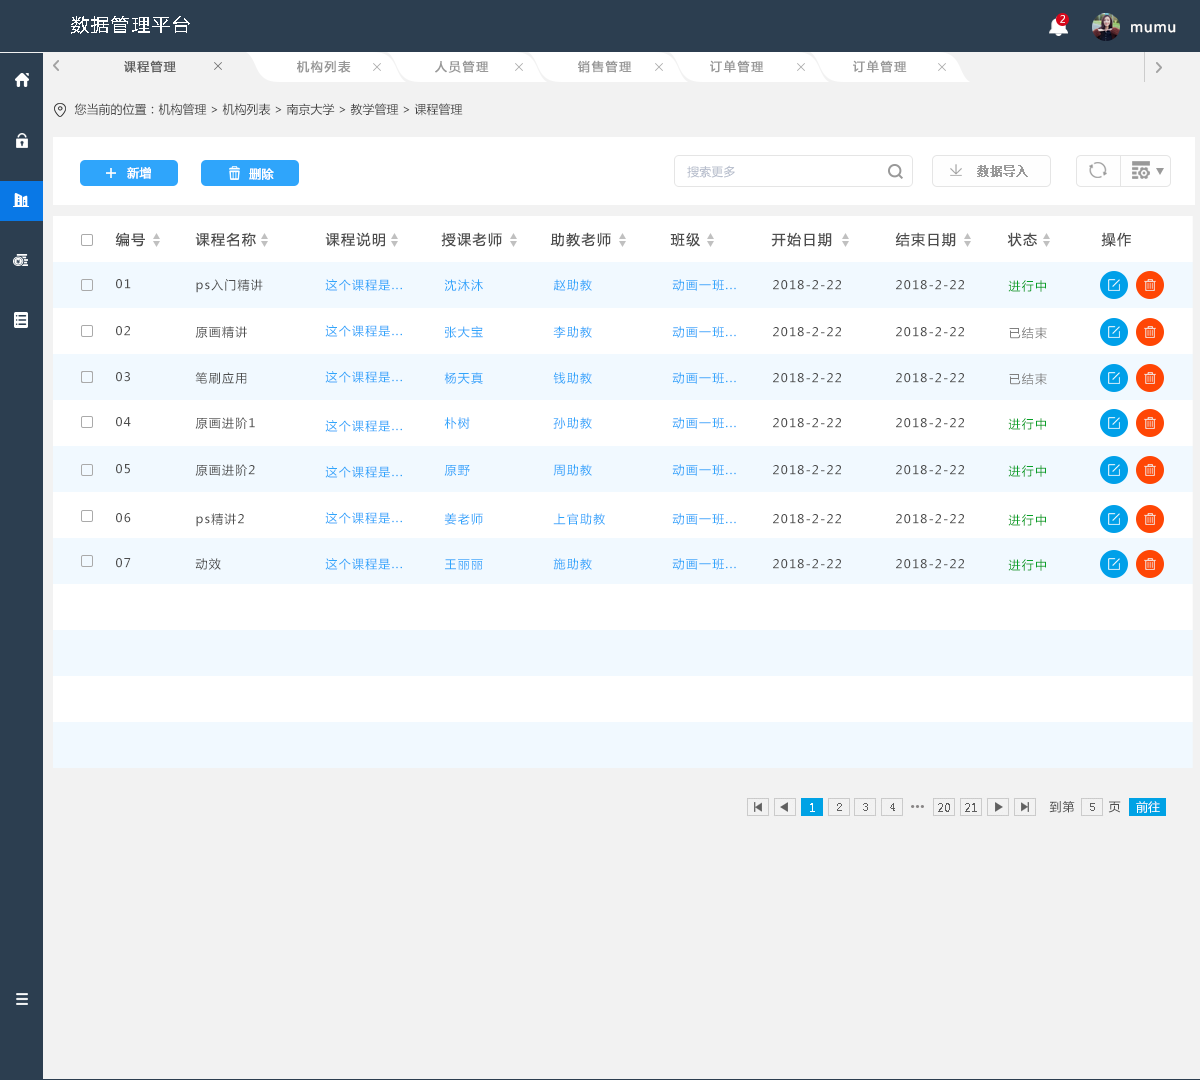 数据管理平台
2
mumu
课程管理 机构列表 人员管理 销售管理 订单管理 订单管理
您当前的位置：机构管理 > 机构列表 > 南京大学 > 教学管理 > 课程管理
新增 删除 搜索更多 数据导入
编号 课程名称 课程说明 授课老师 助教老师 班级 开始日期 结束日期 状态 操作
01 ps入门精讲 这个课程是... 沈沐沐 赵助教 动画一班... 2018-2-22 2018-2-22 进行中
02 原画精讲 这个课程是... 张大宝 李助教 动画一班... 2018-2-22 2018-2-22 已结束
03 笔刷应用 这个课程是... 杨天真 钱助教 动画一班... 2018-2-22 2018-2-22 已结束
04 原画进阶1 这个课程是... 朴树 孙助教 动画一班... 2018-2-22 2018-2-22 进行中
05 原画进阶2 这个课程是... 原野 周助教 动画一班... 2018-2-22 2018-2-22 进行中
06 ps精讲2 这个课程是... 姜老师 上官助教 动画一班... 2018-2-22 2018-2-22 进行中
07 动效 这个课程是... 王丽丽 施助教 动画一班... 2018-2-22 2018-2-22 进行中
1 2 3 4 ••• 20 21 到第 5 页 前往